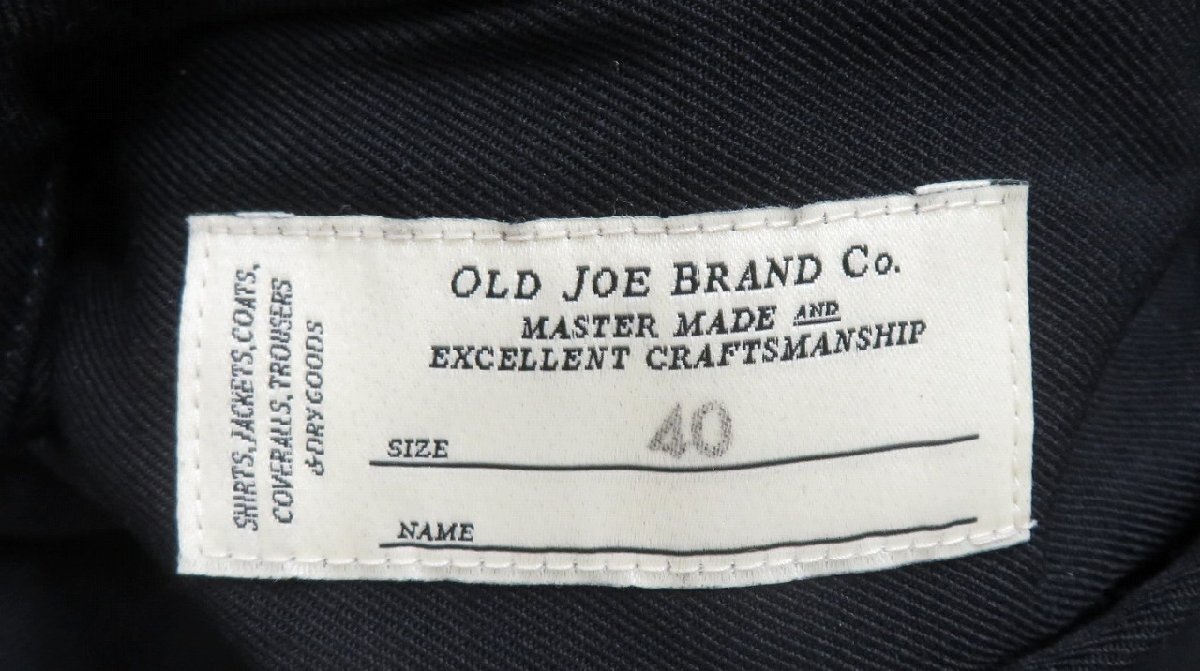 OLD JOE BRAND Co.
MASTER MADE AND
EXCELLENT CRAFTSMANSHIP
SIZE 40
NAME
SHIRTS, JACKETS, COATS,
COVERALLS, TROUSERS
& DRY GOODS